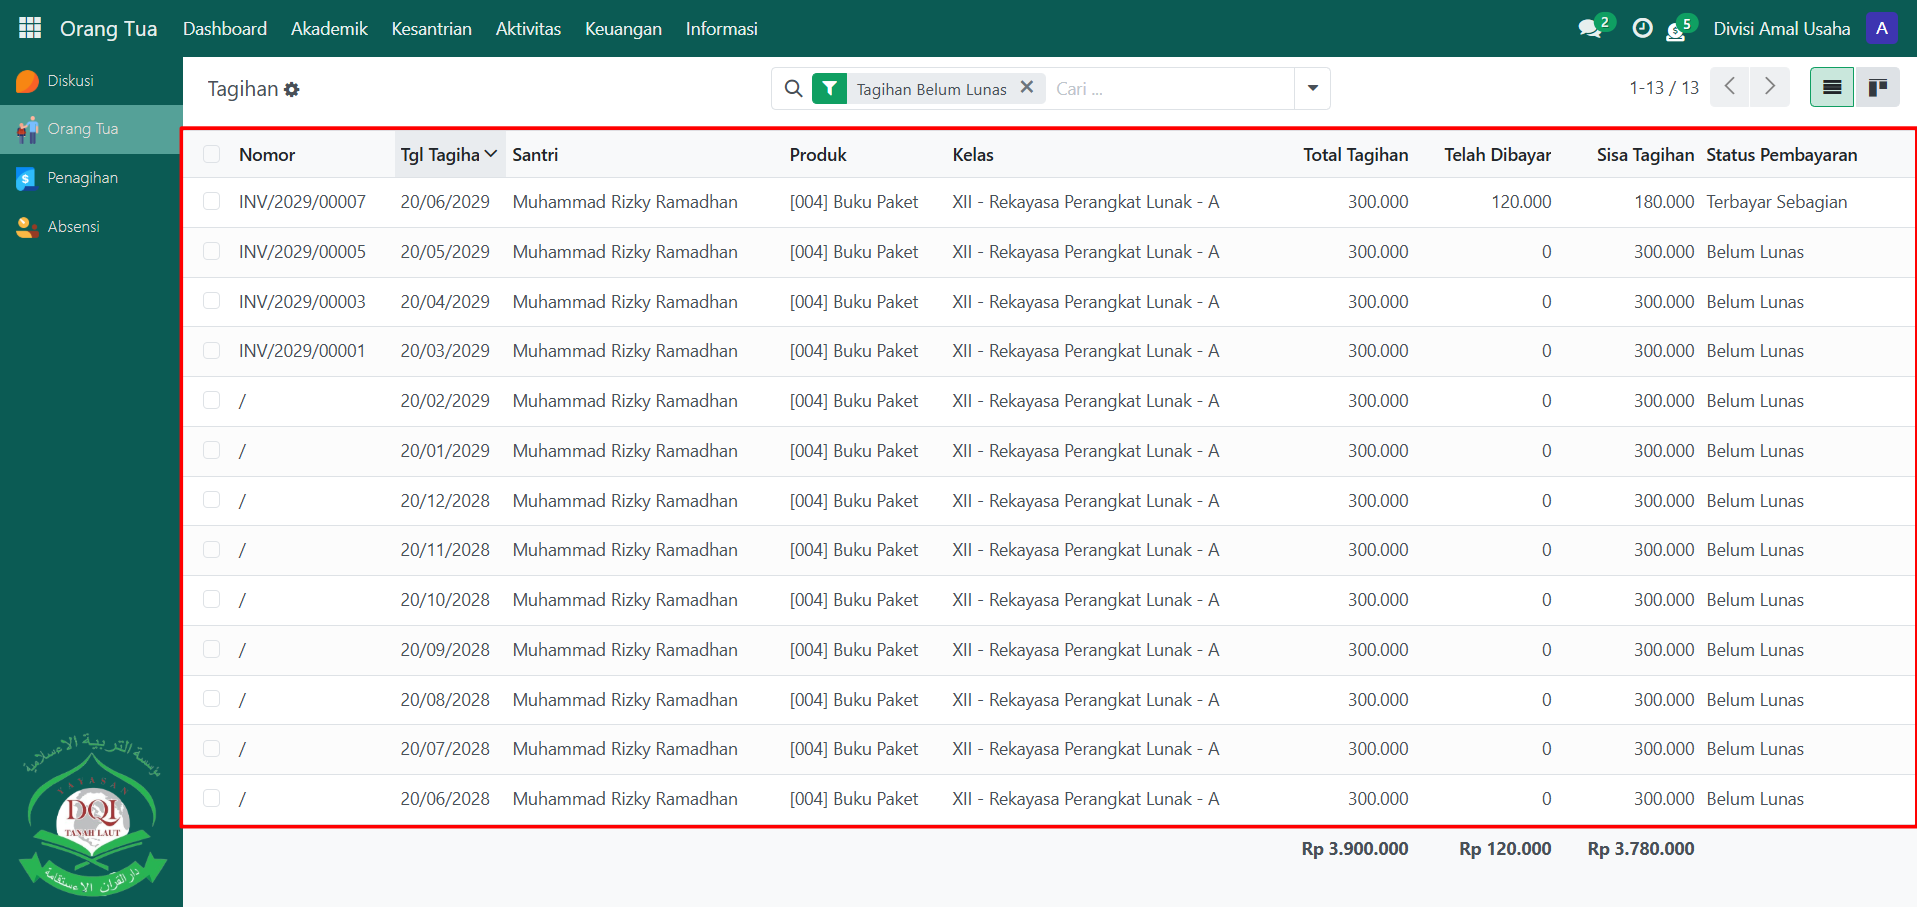 Orang Tua Dashboard Akademik Kesantrian Aktivitas Keuangan Informasi 2 5 Divisi Amal Usaha A
Diskusi
Orang Tua
Penagihan
Absensi
Tagihan Tagihan Belum Lunas Cari ... 1-13 / 13
Nomor Tgl Tagiha Santri Produk Kelas Total Tagihan Telah Dibayar Sisa Tagihan Status Pembayaran
INV/2029/00007 20/06/2029 Muhammad Rizky Ramadhan [004] Buku Paket XII - Rekayasa Perangkat Lunak - A 300.000 120.000 180.000 Terbayar Sebagian
INV/2029/00005 20/05/2029 Muhammad Rizky Ramadhan [004] Buku Paket XII - Rekayasa Perangkat Lunak - A 300.000 0 300.000 Belum Lunas
INV/2029/00003 20/04/2029 Muhammad Rizky Ramadhan [004] Buku Paket XII - Rekayasa Perangkat Lunak - A 300.000 0 300.000 Belum Lunas
INV/2029/00001 20/03/2029 Muhammad Rizky Ramadhan [004] Buku Paket XII - Rekayasa Perangkat Lunak - A 300.000 0 300.000 Belum Lunas
/ 20/02/2029 Muhammad Rizky Ramadhan [004] Buku Paket XII - Rekayasa Perangkat Lunak - A 300.000 0 300.000 Belum Lunas
/ 20/01/2029 Muhammad Rizky Ramadhan [004] Buku Paket XII - Rekayasa Perangkat Lunak - A 300.000 0 300.000 Belum Lunas
/ 20/12/2028 Muhammad Rizky Ramadhan [004] Buku Paket XII - Rekayasa Perangkat Lunak - A 300.000 0 300.000 Belum Lunas
/ 20/11/2028 Muhammad Rizky Ramadhan [004] Buku Paket XII - Rekayasa Perangkat Lunak - A 300.000 0 300.000 Belum Lunas
/ 20/10/2028 Muhammad Rizky Ramadhan [004] Buku Paket XII - Rekayasa Perangkat Lunak - A 300.000 0 300.000 Belum Lunas
/ 20/09/2028 Muhammad Rizky Ramadhan [004] Buku Paket XII - Rekayasa Perangkat Lunak - A 300.000 0 300.000 Belum Lunas
/ 20/08/2028 Muhammad Rizky Ramadhan [004] Buku Paket XII - Rekayasa Perangkat Lunak - A 300.000 0 300.000 Belum Lunas
/ 20/07/2028 Muhammad Rizky Ramadhan [004] Buku Paket XII - Rekayasa Perangkat Lunak - A 300.000 0 300.000 Belum Lunas
/ 20/06/2028 Muhammad Rizky Ramadhan [004] Buku Paket XII - Rekayasa Perangkat Lunak - A 300.000 0 300.000 Belum Lunas
Rp 3.900.000 Rp 120.000 Rp 3.780.000
مؤسسة التربية الاسلامية
YAYASAN
DQI
TANAH LAUT
دار القرآن الاستقامة